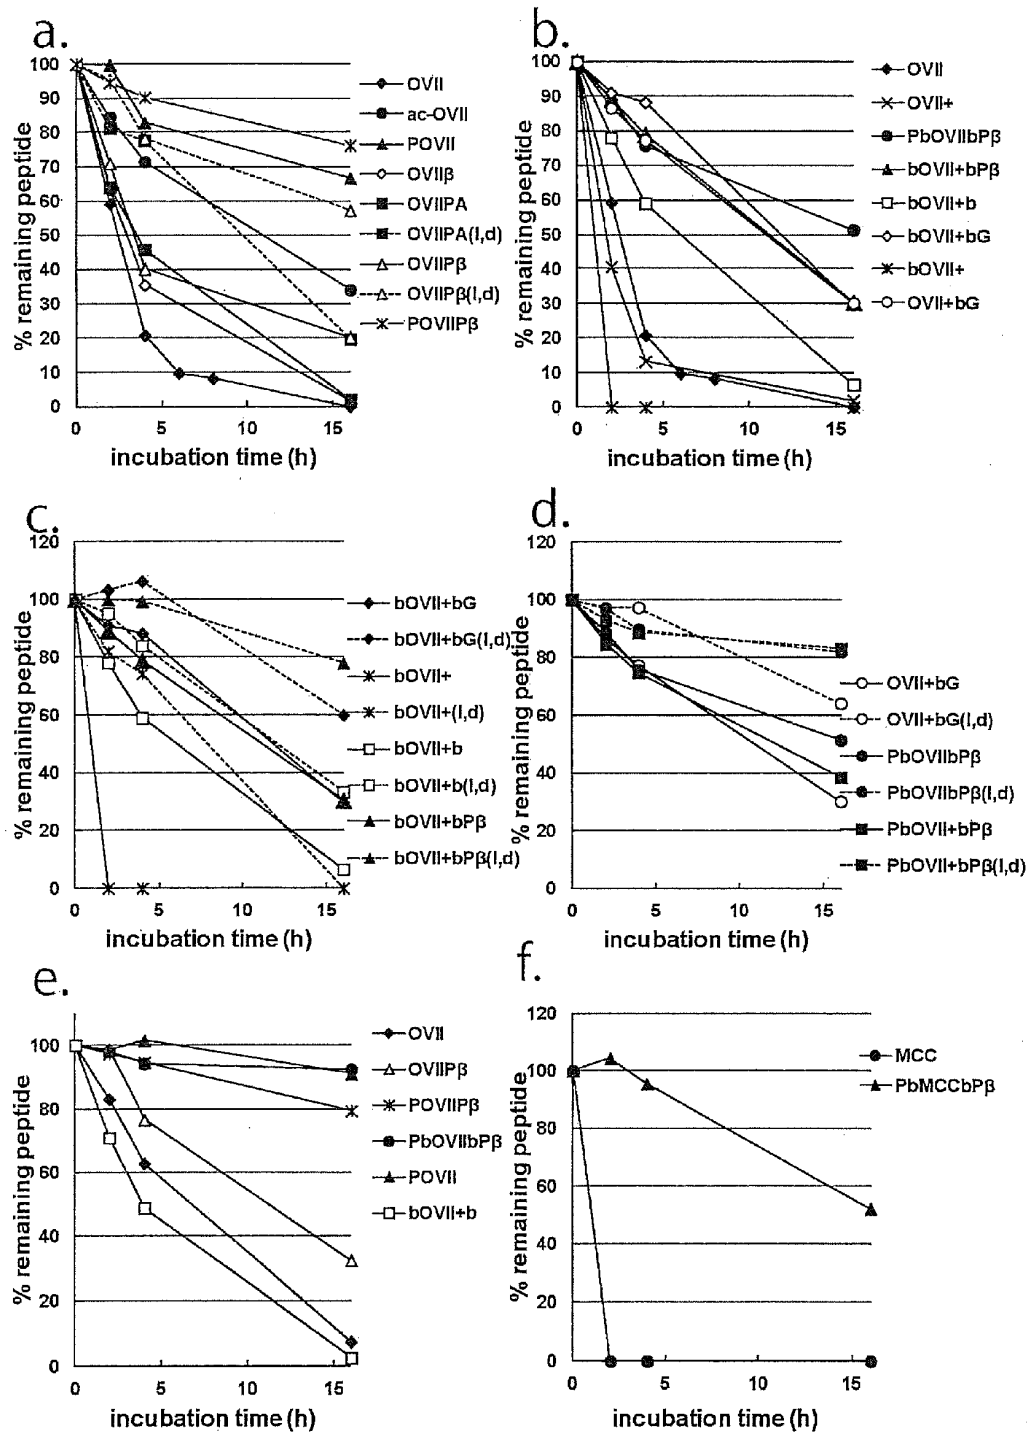 a.
100
90
80
70
60
50
40
30
20
10
0
% remaining peptide
0 5 10 15
incubation time (h)
OVII
ac-OVII
POVII
OVIIβ
OVIIPA
OVIIPA(l,d)
OVIIPβ
OVIIPβ(l,d)
POVIIPβ
b.
100
90
80
70
60
50
40
30
20
10
0
% remaining peptide
0 5 10 15
incubation time (h)
OVII
OVII+
PbOVIIbPβ
bOVII+bPβ
bOVII+b
bOVII+bG
bOVII+
OVII+bG
c.
120
100
80
60
40
20
0
% remaining peptide
0 5 10 15
incubation time (h)
bOVII+bG
bOVII+bG(l,d)
bOVII+
bOVII+(l,d)
bOVII+b
bOVII+b(l,d)
bOVII+bPβ
bOVII+bPβ(l,d)
d.
120
100
80
60
40
20
0
% remaining peptide
0 5 10 15
incubation time (h)
OVII+bG
OVII+bG(l,d)
PbOVIIbPβ
PbOVIIbPβ(l,d)
PbOVII+bPβ
PbOVII+bPβ(l,d)
e.
100
80
60
40
20
0
% remaining peptide
0 5 10 15
incubation time (h)
OVII
OVIIPβ
POVIIPβ
PbOVIIbPβ
POVII
bOVII+b
f.
120
100
80
60
40
20
0
% remaining peptide
0 5 10 15
incubation time (h)
MCC
PbMCCbPβ